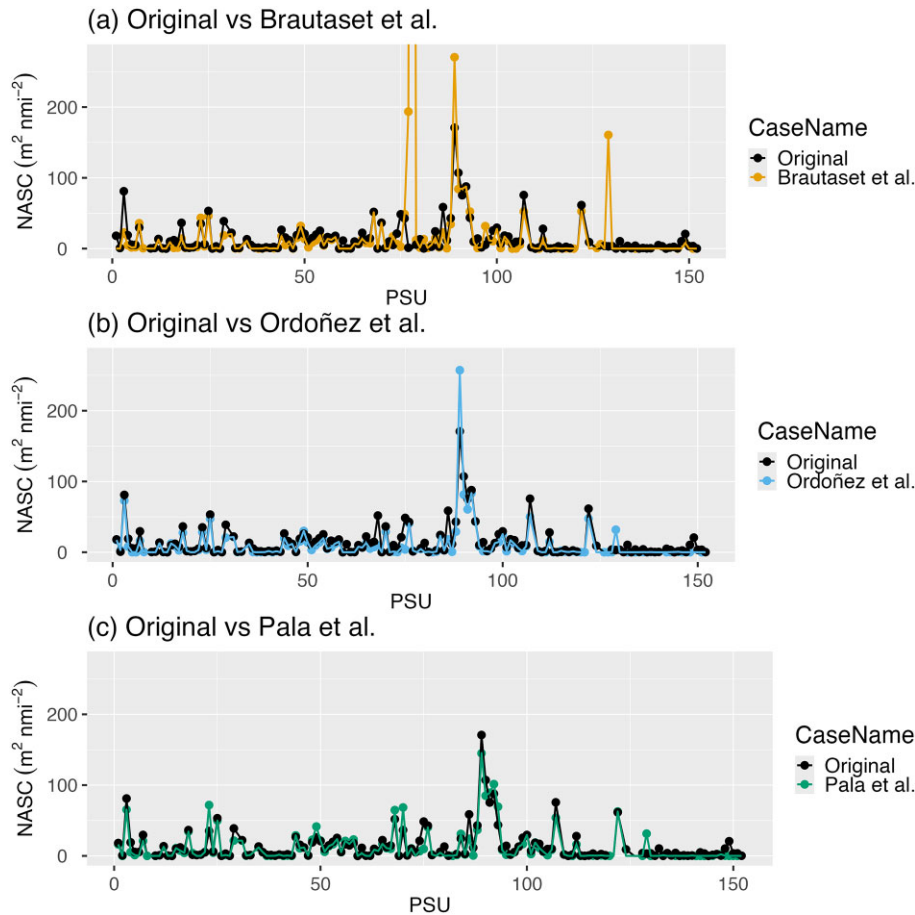 (a) Original vs Brautaset et al.
NASC (m² nmi⁻²)
200
100
0
0
50
100
150
PSU
CaseName
Original
Brautaset et al.
(b) Original vs Ordoñez et al.
NASC (m² nmi⁻²)
200
100
0
0
50
100
150
PSU
CaseName
Original
Ordoñez et al.
(c) Original vs Pala et al.
NASC (m² nmi⁻²)
200
100
0
0
50
100
150
PSU
CaseName
Original
Pala et al.